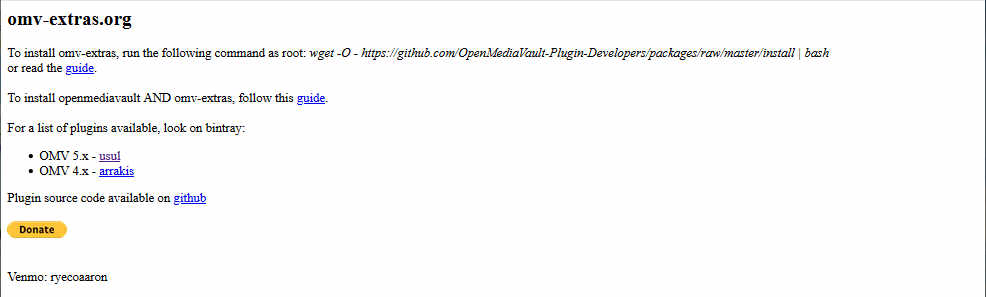 omv-extras.org
To install omv-extras, run the following command as root: wget -O - https://github.com/OpenMediaVault-Plugin-Developers/packages/raw/master/install | bash
or read the guide.
To install openmediavault AND omv-extras, follow this guide.
For a list of plugins available, look on bintray:
• OMV 5.x - usul
• OMV 4.x - arrakis
Plugin source code available on github
Donate
Venmo: ryecoaaron